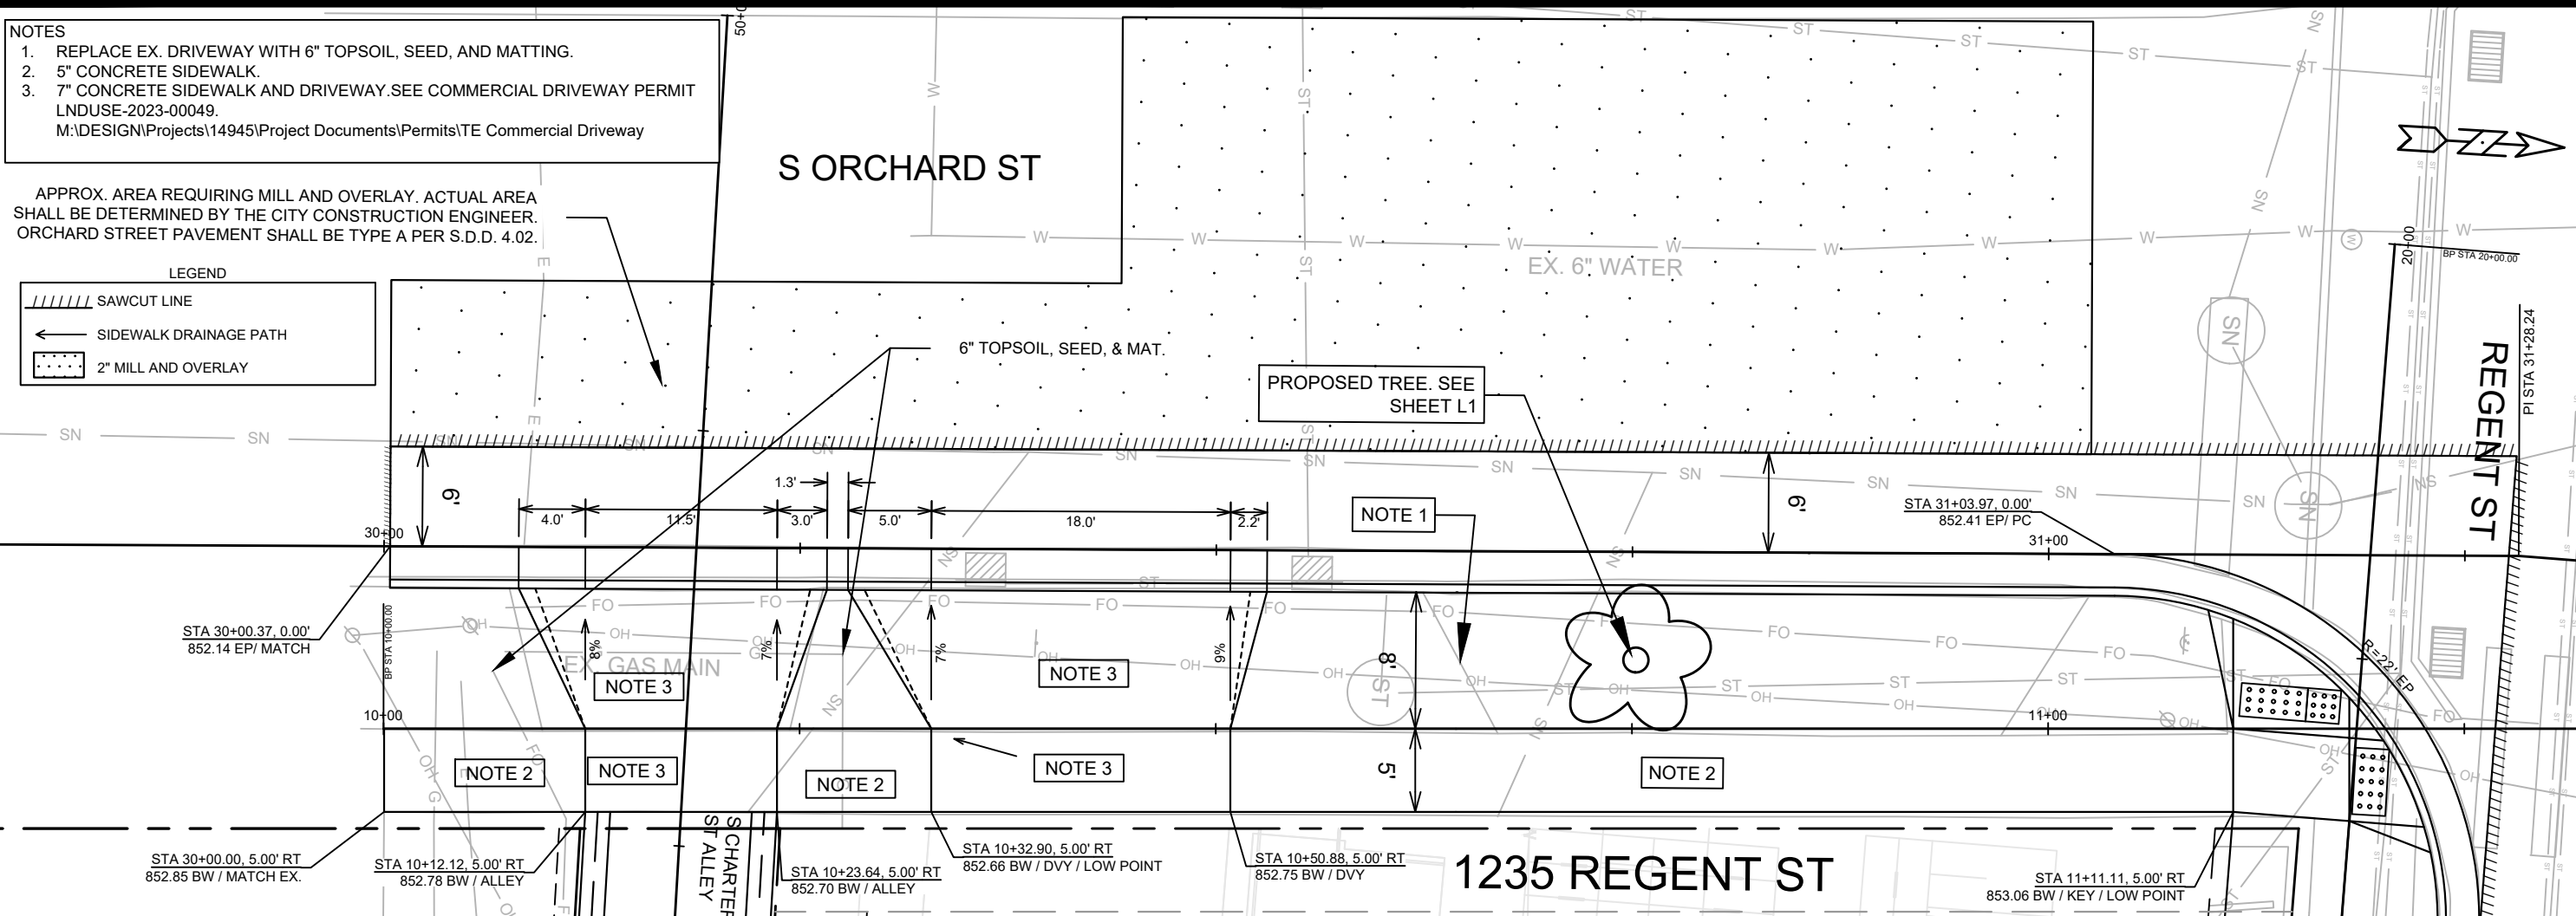 NOTES
1. REPLACE EX. DRIVEWAY WITH 6" TOPSOIL, SEED, AND MATTING.
2. 5" CONCRETE SIDEWALK.
3. 7" CONCRETE SIDEWALK AND DRIVEWAY.SEE COMMERCIAL DRIVEWAY PERMIT
LNDUSE-2023-00049.
M:\DESIGN\Projects\14945\Project Documents\Permits\TE Commercial Driveway
S ORCHARD ST
APPROX. AREA REQUIRING MILL AND OVERLAY. ACTUAL AREA
SHALL BE DETERMINED BY THE CITY CONSTRUCTION ENGINEER.
ORCHARD STREET PAVEMENT SHALL BE TYPE A PER S.D.D. 4.02.
LEGEND
SAWCUT LINE
SIDEWALK DRAINAGE PATH
2" MILL AND OVERLAY
EX. 6" WATER
20+00
BP STA 20+00.00
REGENT ST
PI STA 31+28.24
6" TOPSOIL, SEED, & MAT.
PROPOSED TREE. SEE
SHEET L1
6'
1.3'
4.0'
11.5'
3.0'
5.0'
18.0'
2.2'
NOTE 1
6'
STA 31+03.97, 0.00'
852.41 EP/ PC
30+00
31+00
STA 30+00.37, 0.00'
852.14 EP/ MATCH
BP STA 10+00.00
EX. GAS MAIN
8%
NOTE 3
7%
7%
NOTE 3
9%
8'
R=22' EP
10+00
11+00
NOTE 2
NOTE 3
NOTE 2
NOTE 3
5'
NOTE 2
STA 30+00.00, 5.00' RT
852.85 BW / MATCH EX.
STA 10+12.12, 5.00' RT
852.78 BW / ALLEY
S CHARTER
ST ALLEY
STA 10+23.64, 5.00' RT
852.70 BW / ALLEY
STA 10+32.90, 5.00' RT
852.66 BW / DVY / LOW POINT
STA 10+50.88, 5.00' RT
852.75 BW / DVY
1235 REGENT ST
STA 11+11.11, 5.00' RT
853.06 BW / KEY / LOW POINT